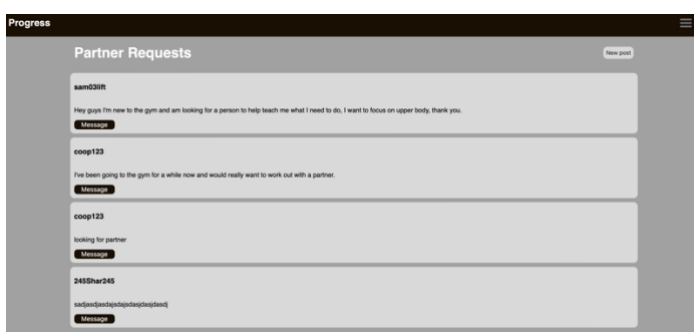 Progress
Partner Requests
New post
sam03lift
Hey guys I'm new to the gym and am looking for a person to help teach me what I need to do, I want to focus on upper body, thank you.
Message
coop123
I've been going to the gym for a while now and would really want to work out with a partner.
Message
coop123
looking for partner
Message
245Shar245
Message